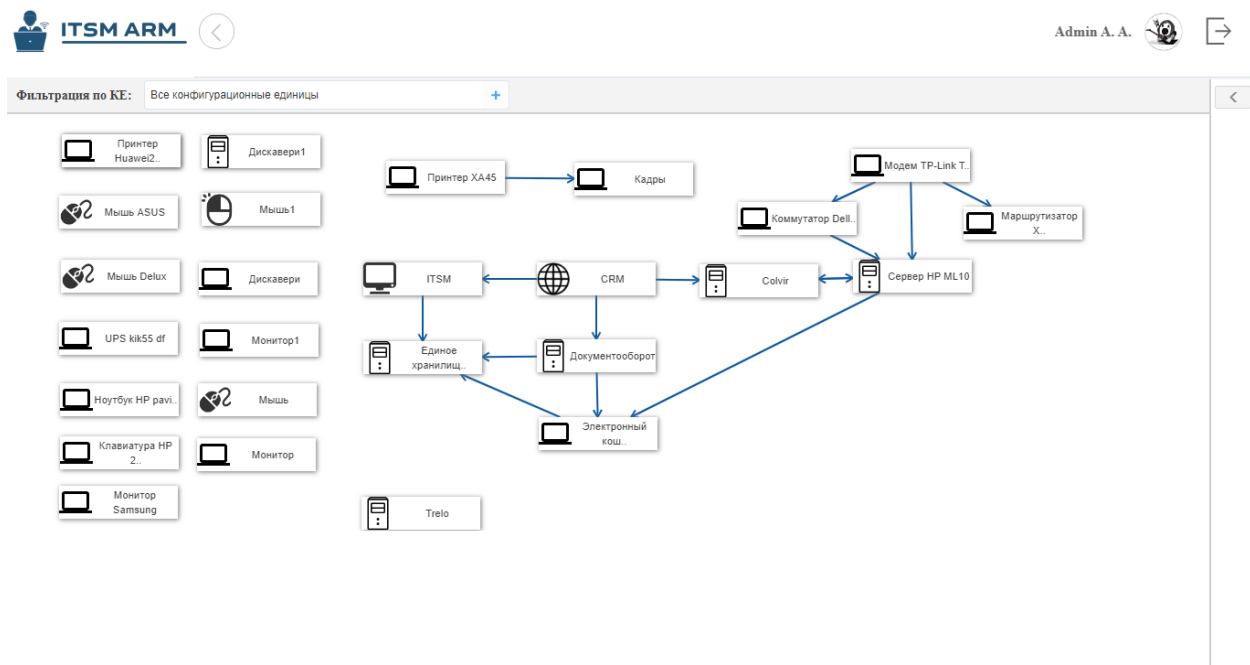 ITSM ARM
Admin A. A.
Фильтрация по КЕ:
Все конфигурационные единицы
+
Принтер
Huawei2..
Дискавери1
Принтер XA45
Кадры
Модем TP-Link T..
Мышь ASUS
Мышь1
Коммутатор Dell..
Маршрутизатор
X..
Мышь Delux
Дискавери
ITSM
CRM
Colvir
Сервер HP ML10
UPS kik55 df
Монитор1
Единое
хранилищ..
Документооборот
Ноутбук HP pavi..
Мышь
Электронный
кош..
Клавиатура HP
2..
Монитор
Монитор
Samsung
Trelo